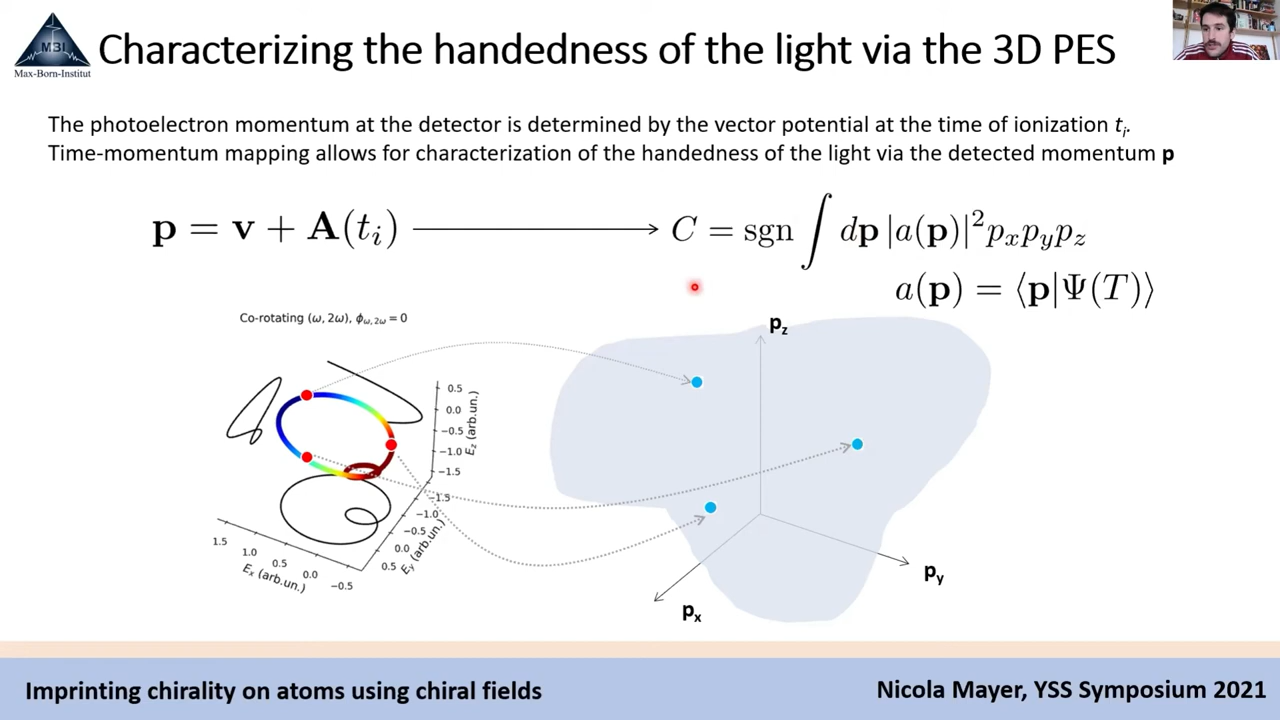 MBI
Max-Born-Institut
Characterizing the handedness of the light via the 3D PES
The photoelectron momentum at the detector is determined by the vector potential at the time of ionization tᵢ.
Time-momentum mapping allows for characterization of the handedness of the light via the detected momentum p
p = v + A(tᵢ)
C = sgn ∫ dp |a(p)|² pₓpᵧp_z
a(p) = ⟨p|Ψ(T)⟩
Co-rotating (ω, 2ω), ϕ_ω,2ω = 0
0.5
0.0
−0.5
−1.0
−1.5
E_z (arb.un.)
−1.5
−1.0
−0.5
0.0
0.5
E_y (arb.un.)
1.5
1.0
0.5
0.0
−0.5
E_x (arb.un.)
p_z
p_y
p_x
Imprinting chirality on atoms using chiral fields
Nicola Mayer, YSS Symposium 2021